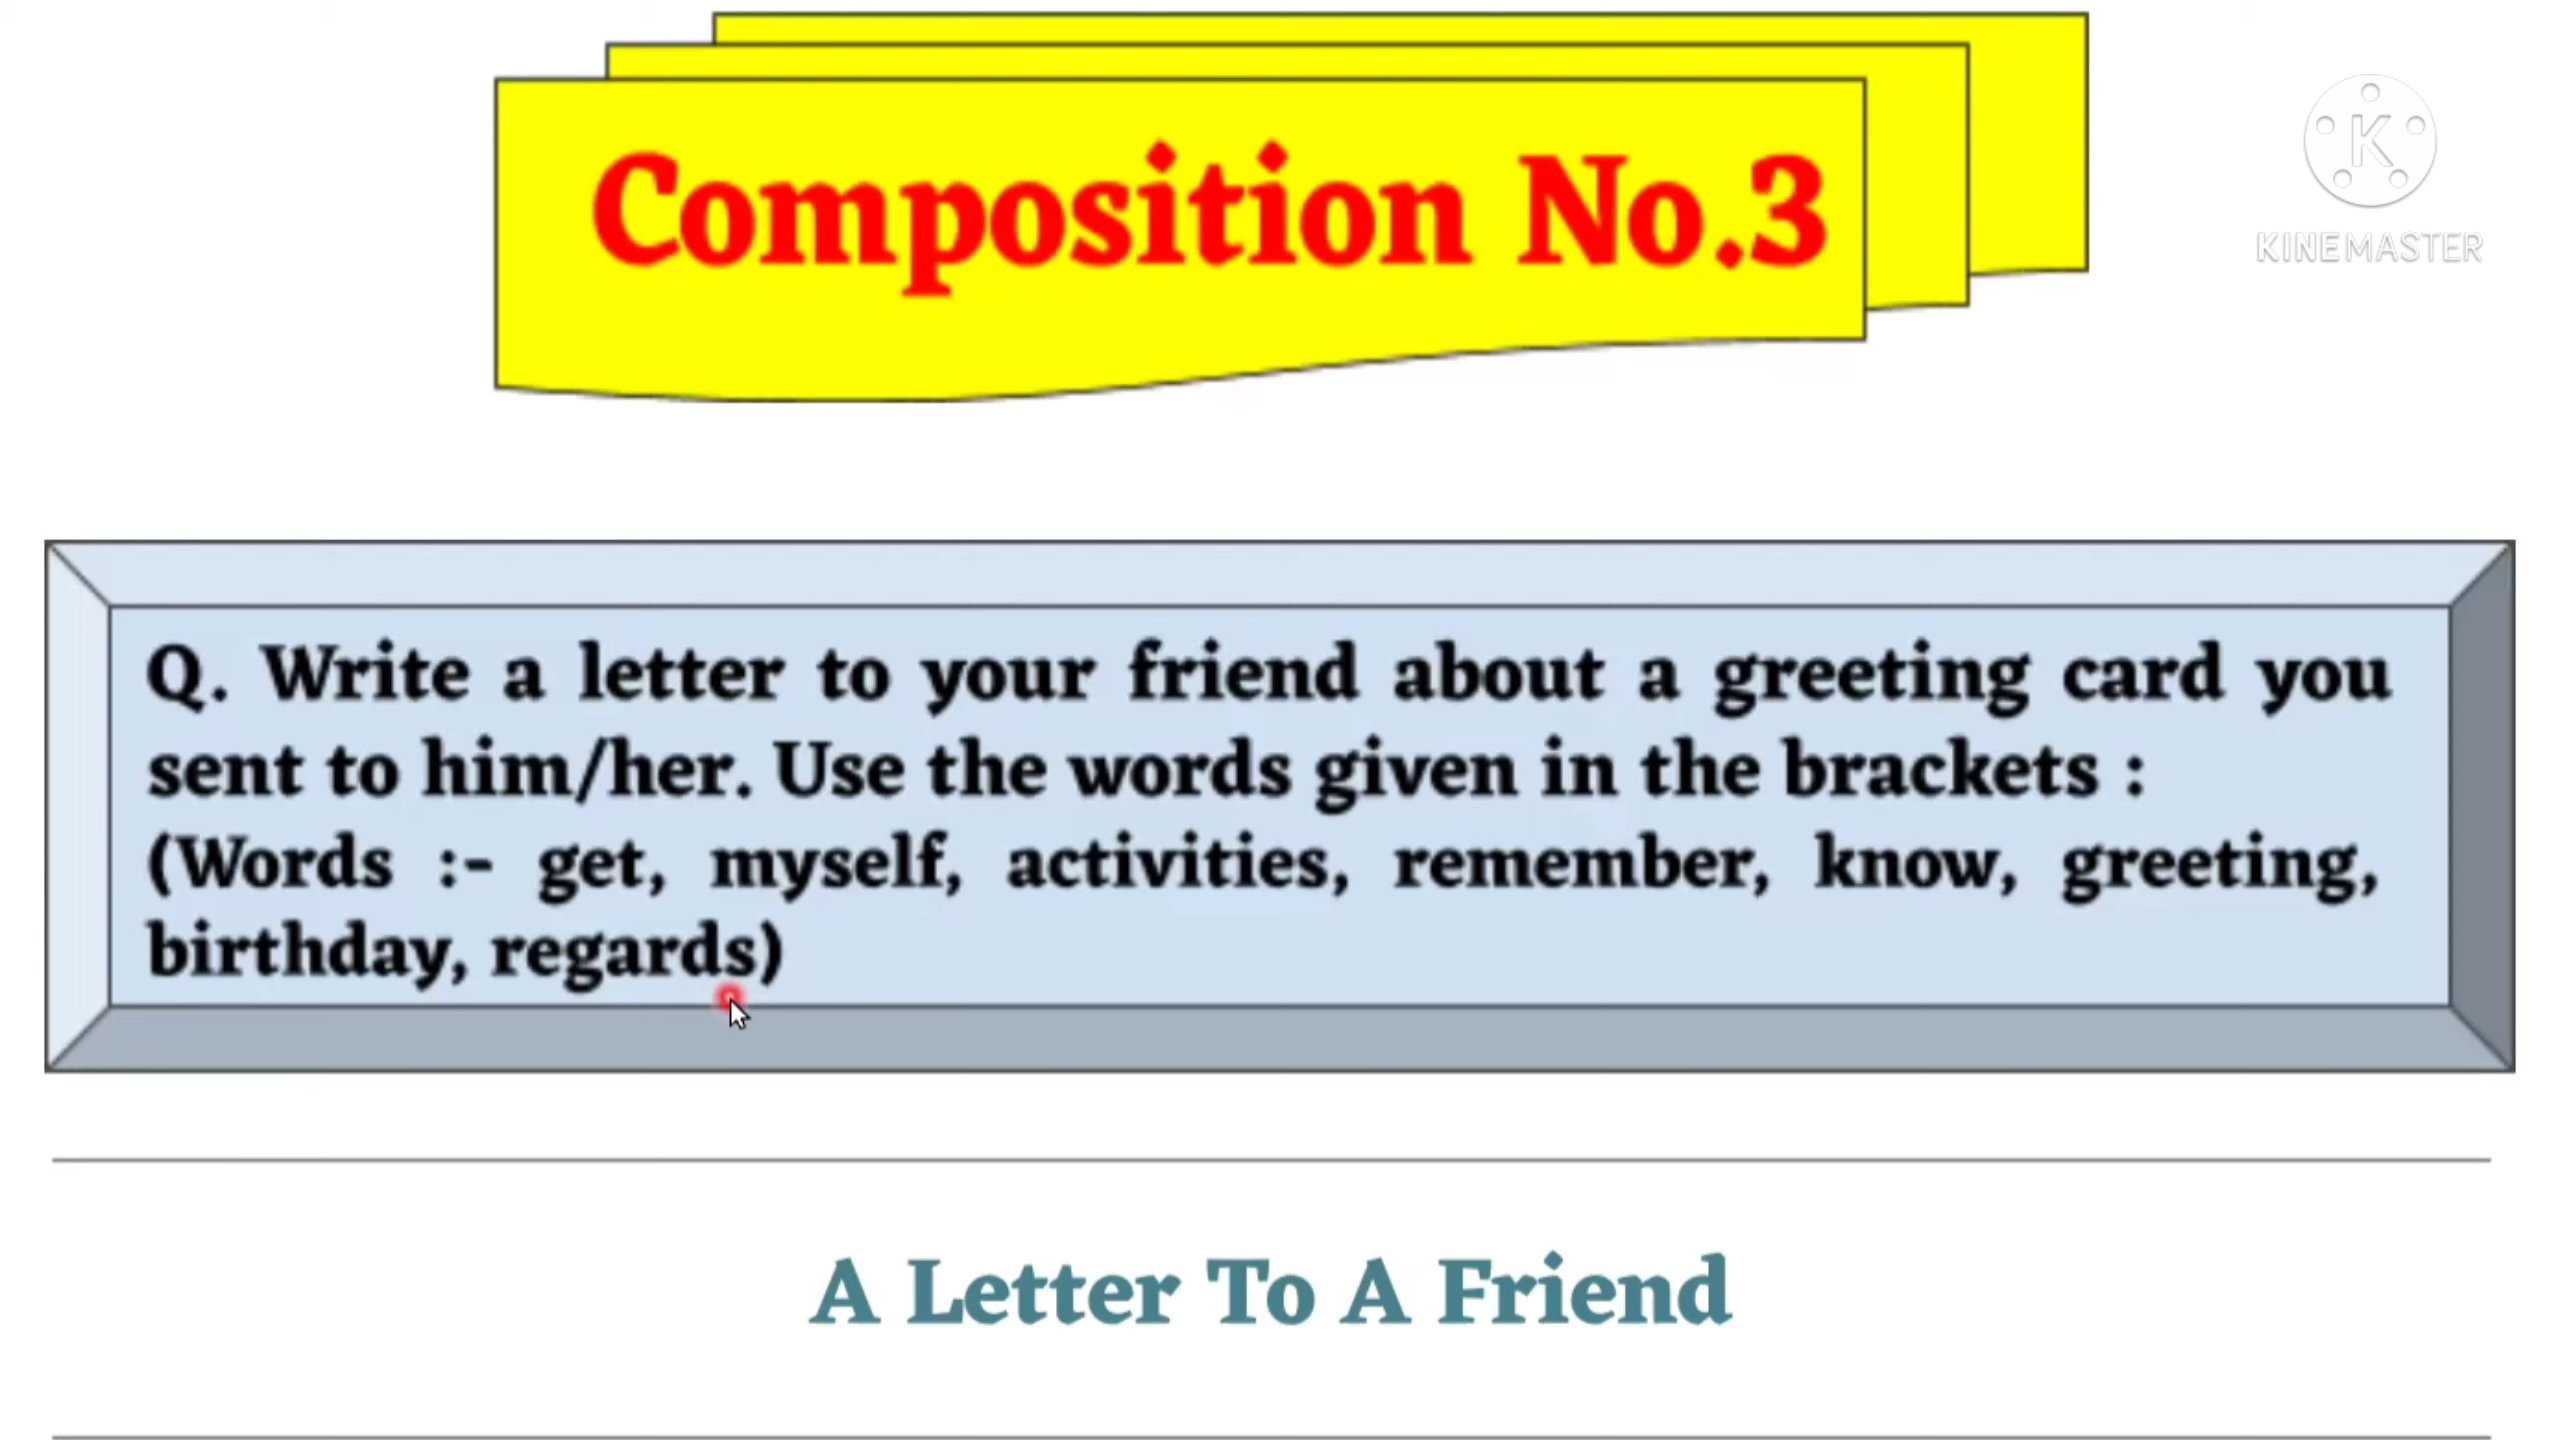 Composition No.3
KINEMASTER
Q. Write a letter to your friend about a greeting card you
sent to him/her. Use the words given in the brackets :
(Words :- get, myself, activities, remember, know, greeting,
birthday, regards)
A Letter To A Friend